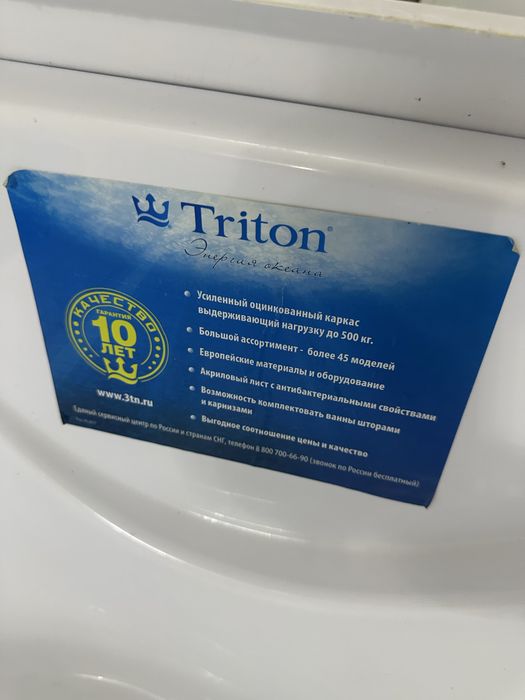 Triton®
Энергия океана
КАЧЕСТВО
ГАРАНТИЯ
10
ЛЕТ
www.3tn.ru
Усиленный оцинкованный каркас
выдерживающий нагрузку до 500 кг.
Большой ассортимент - более 45 моделей
Европейские материалы и оборудование
Акриловый лист с антибактериальными свойствами
Возможность комплектовать ванны шторами
и карнизами
Выгодное соотношение цены и качество
Единый сервисный центр по России и странам СНГ, телефон 8 800 700-66-90 (звонок по России бесплатный)